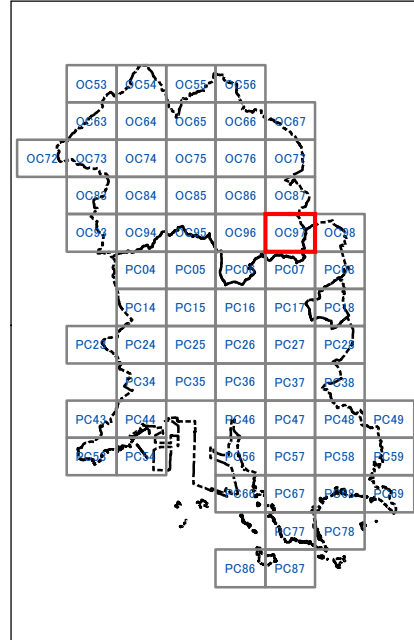 OC53 OC54 OC55 OC56
OC63 OC64 OC65 OC66 OC67
OC72 OC73 OC74 OC75 OC76 OC77
OC83 OC84 OC85 OC86 OC87
OC93 OC94 OC95 OC96 OC97 OC98
PC04 PC05 PC06 PC07 PC08
PC14 PC15 PC16 PC17 PC18
PC23 PC24 PC25 PC26 PC27 PC28
PC34 PC35 PC36 PC37 PC38
PC43 PC44 PC46 PC47 PC48 PC49
PC53 PC54 PC56 PC57 PC58 PC59
PC66 PC67 PC68 PC69
PC77 PC78
PC86 PC87